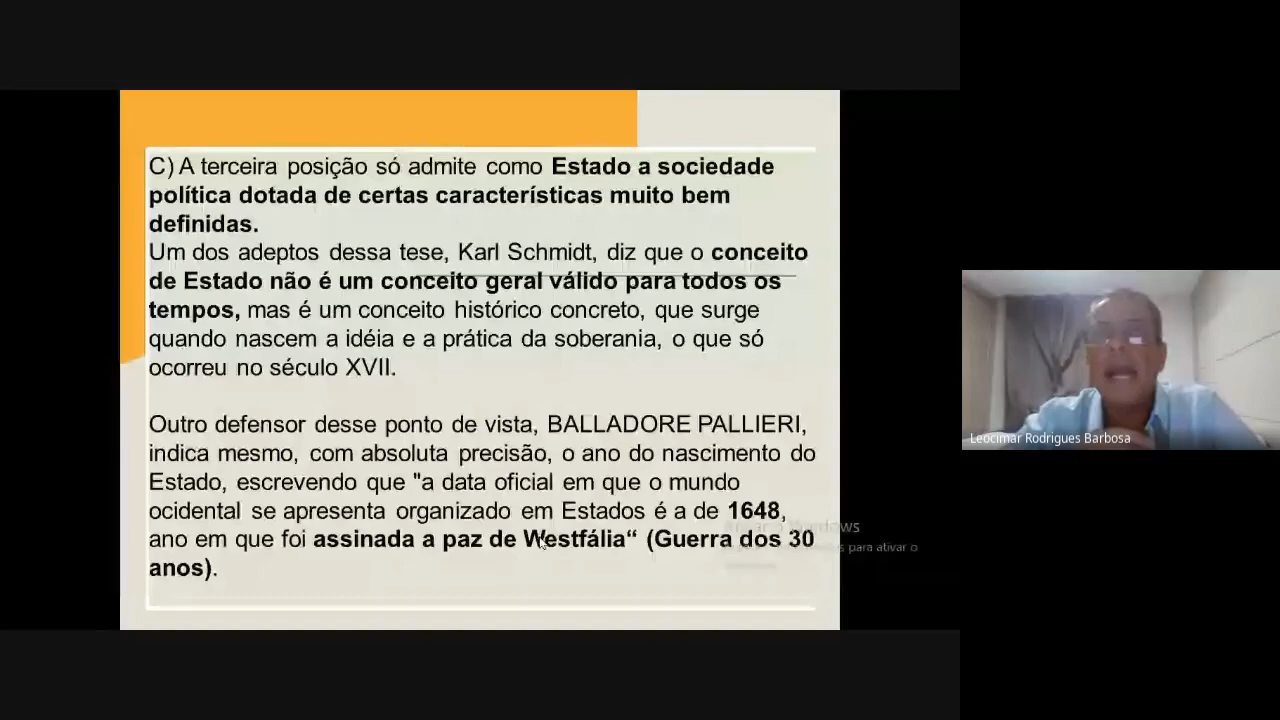 C) A terceira posição só admite como Estado a sociedade
política dotada de certas características muito bem
definidas.
Um dos adeptos dessa tese, Karl Schmidt, diz que o conceito
de Estado não é um conceito geral válido para todos os
tempos, mas é um conceito histórico concreto, que surge
quando nascem a idéia e a prática da soberania, o que só
ocorreu no século XVII.
Outro defensor desse ponto de vista, BALLADORE PALLIERI,
indica mesmo, com absoluta precisão, o ano do nascimento do
Estado, escrevendo que "a data oficial em que o mundo
ocidental se apresenta organizado em Estados é a de 1648,
ano em que foi assinada a paz de Westfália“ (Guerra dos 30
anos).
Windows
para ativar o
Leocimar Rodrigues Barbosa